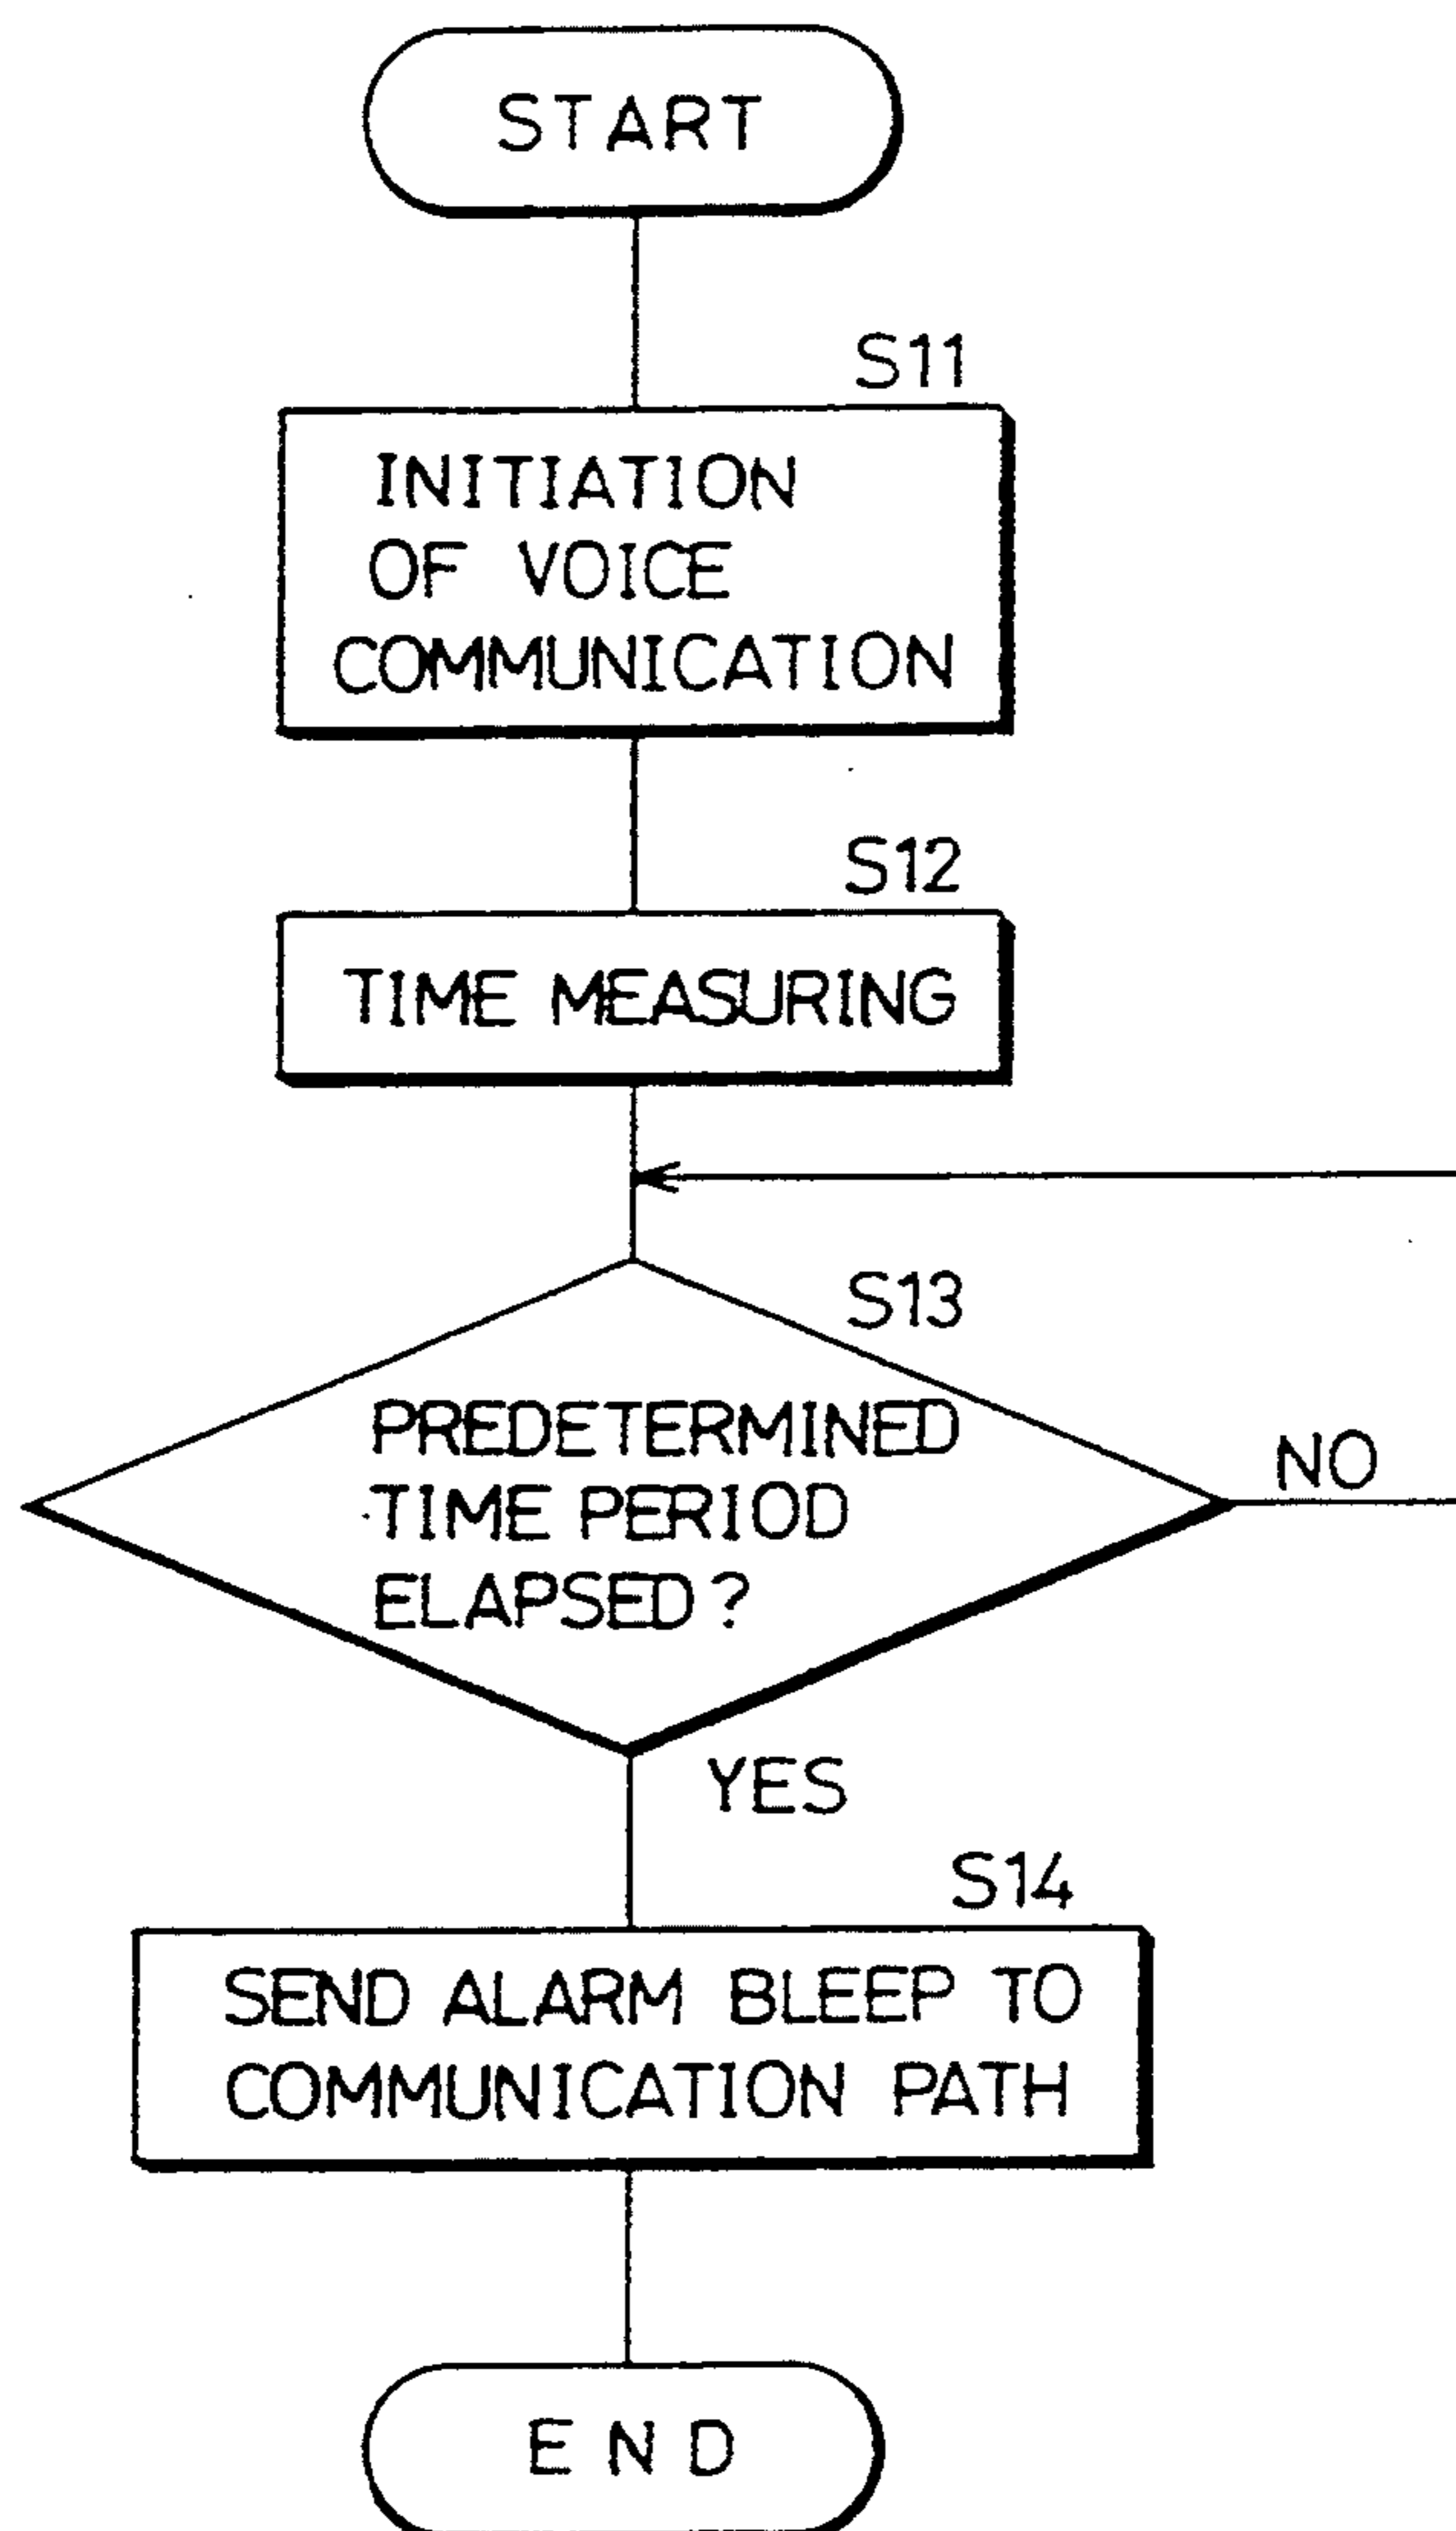 START
S11
INITIATION
OF VOICE
COMMUNICATION
S12
TIME MEASURING
S13
PREDETERMINED
TIME PERIOD
ELAPSED?
NO
YES
S14
SEND ALARM BLEEP TO
COMMUNICATION PATH
END